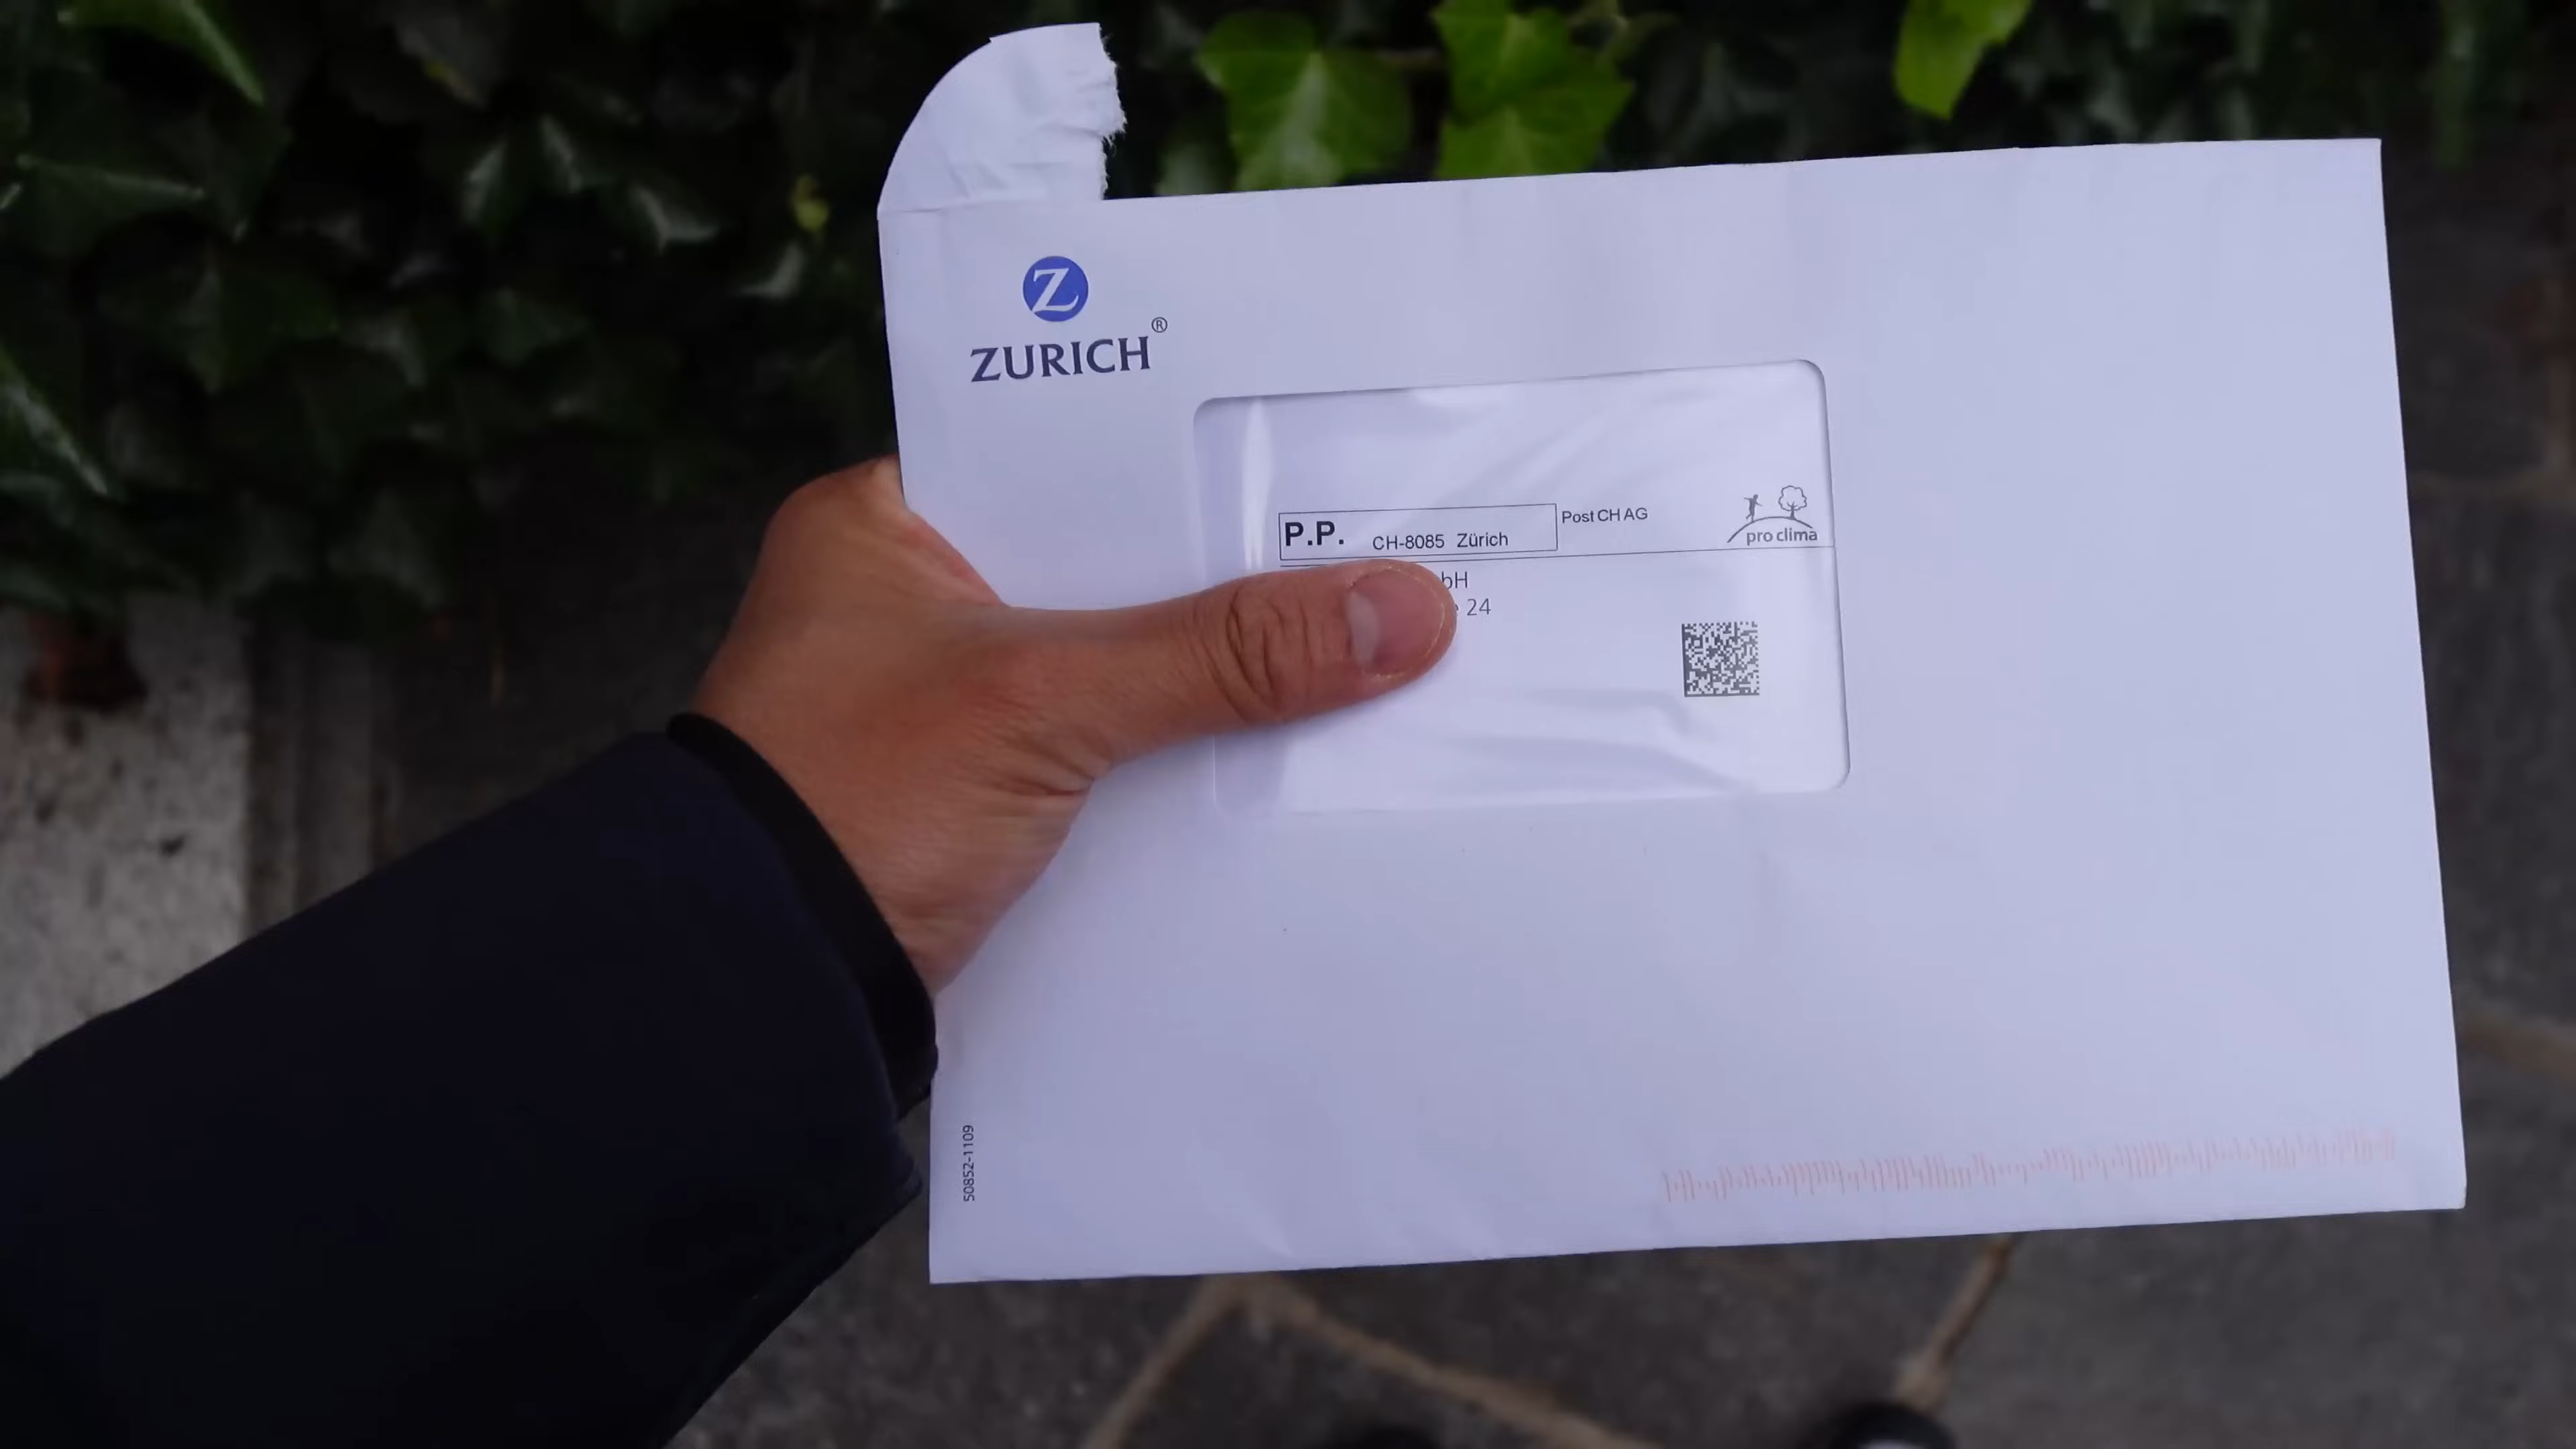 Z
ZURICH®
P.P. CH-8085 Zürich Post CH AG
pro clima
bH
24
50852-1109